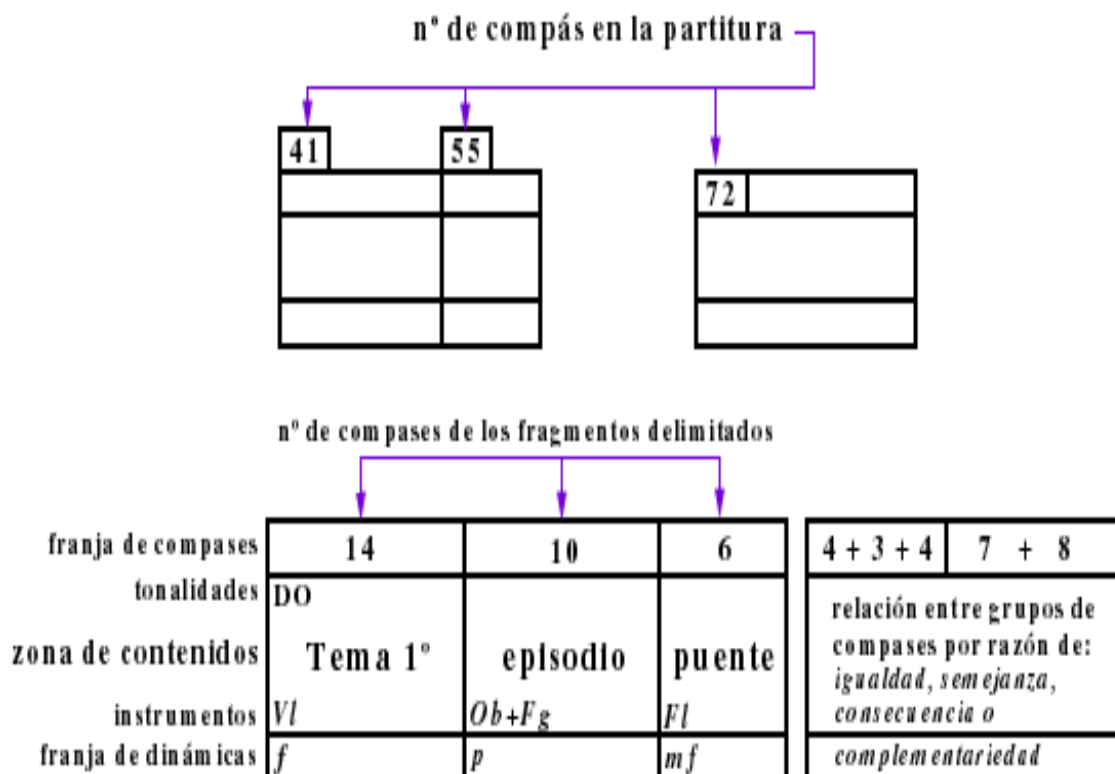 nº de compás en la partitura
41 55
72
nº de compases de los fragmentos delimitados
franja de compases 14 10 6 4 + 3 + 4 7 + 8
tonalidades DO
zona de contenidos Tema 1º episodio puente
instrumentos Vl Ob+Fg Fl
franja de dinámicas f p mf
relación entre grupos de
compases por razón de:
igualdad, semejanza,
consecuencia o
complementariedad